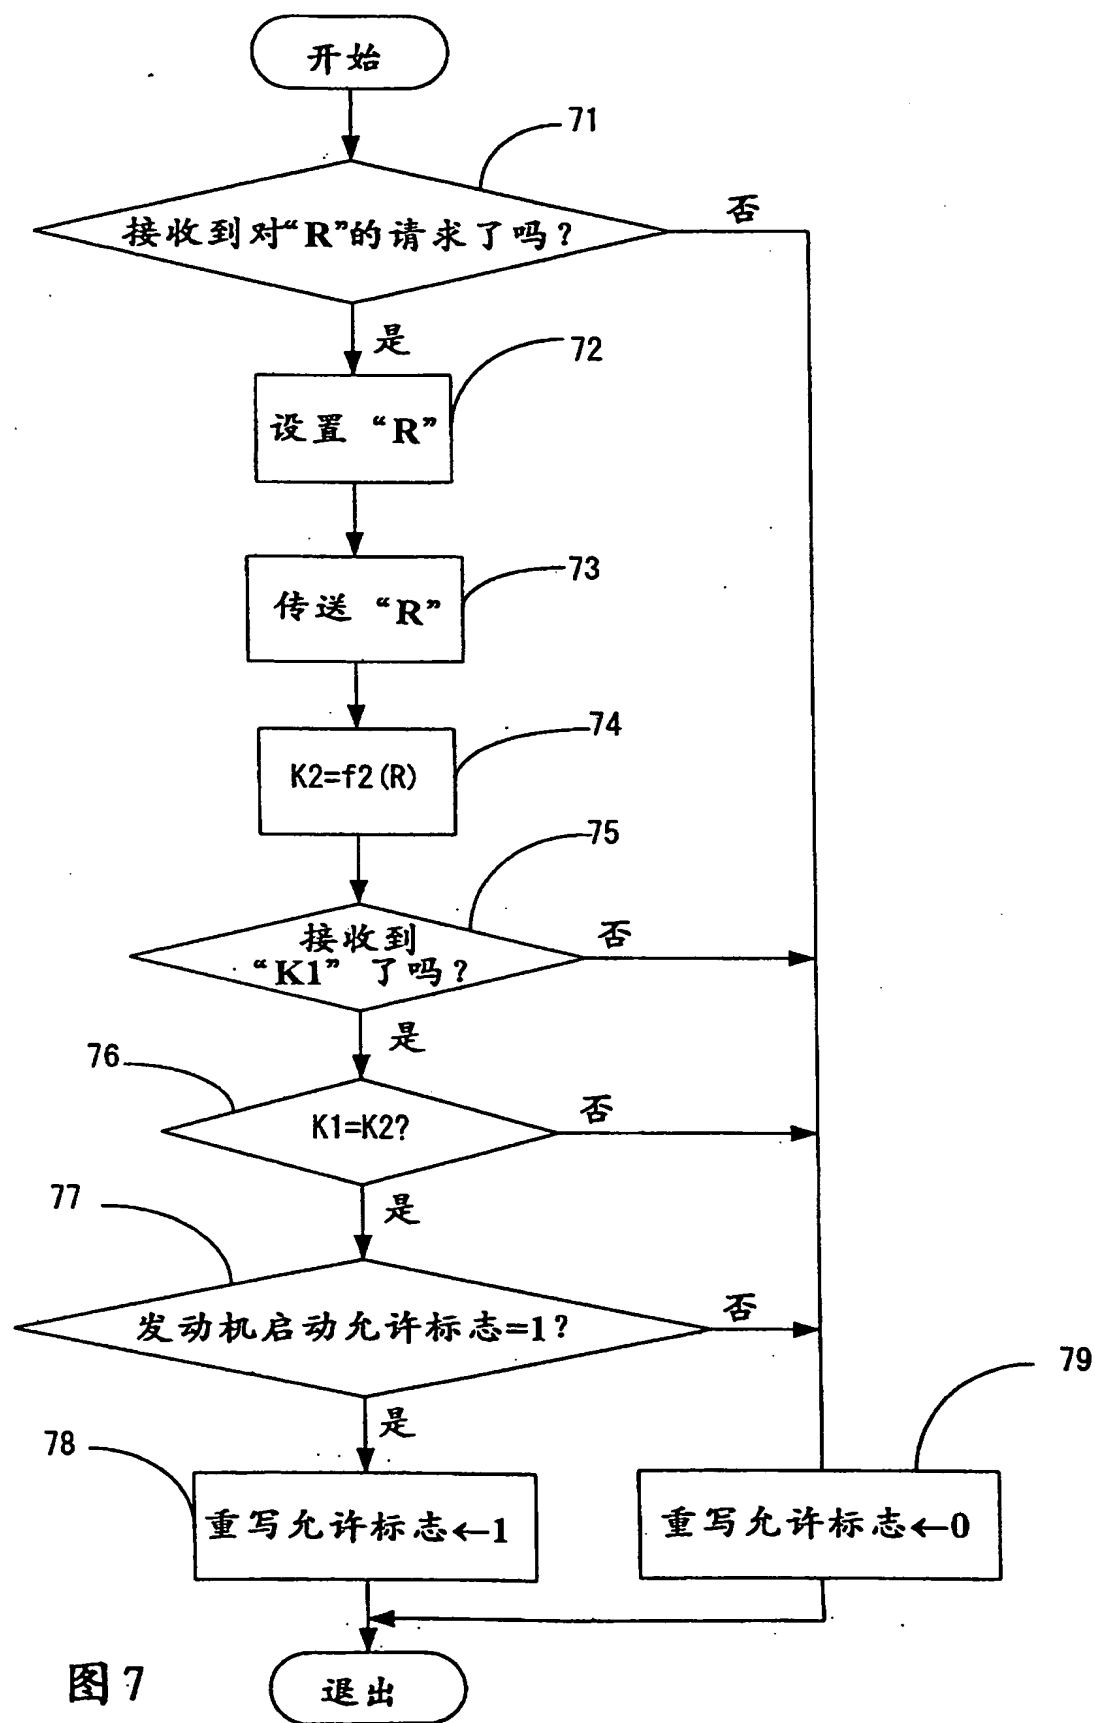 开始
71
接收到对“R”的请求了吗？
否
是
72
设置 “R”
73
传送 “R”
74
K2=f2(R)
75
接收到
“K1” 了吗？
否
是
76
K1=K2?
否
是
77
发动机启动允许标志=1？
否
是
78
重写允许标志←1
79
重写允许标志←0
退出
图 7